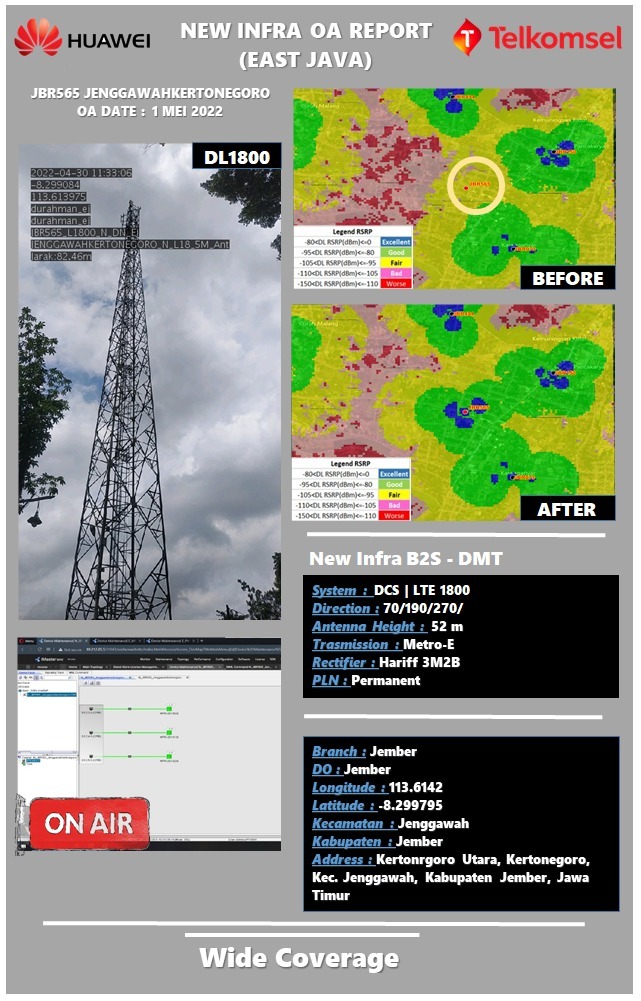 HUAWEI
NEW INFRA OA REPORT
(EAST JAVA)
Telkomsel
JBR565 JENGGAWAHKERTONEGORO
OA DATE : 1 MEI 2022
DL1800
2022-04-30 11:33:06
-8.299084
113.613975
durahman_ei
durahman_ei
JBR565_L1800_N_DN_EJ
JENGGAWAHKERTONEGORO_N_L18_5M_Ant
Jarak:82.46m
JBR565
Legend RSRP
-80<DL RSRP(dBm)<=0 Excellent
-95<DL RSRP(dBm)<=-80 Good
-105<DL RSRP(dBm)<=-95 Fair
-110<DL RSRP(dBm)<=-105 Bad
-150<DL RSRP(dBm)<=-110 Worse
BEFORE
Legend RSRP
-80<DL RSRP(dBm)<=0 Excellent
-95<DL RSRP(dBm)<=-80 Good
-105<DL RSRP(dBm)<=-95 Fair
-110<DL RSRP(dBm)<=-105 Bad
-150<DL RSRP(dBm)<=-110 Worse
AFTER
New Infra B2S - DMT
System : DCS | LTE 1800
Direction : 70/190/270/
Antenna Height : 52 m
Trasmission : Metro-E
Rectifier : Hariff 3M2B
PLN : Permanent
ON AIR
Branch : Jember
DO : Jember
Longitude : 113.6142
Latitude : -8.299795
Kecamatan : Jenggawah
Kabupaten : Jember
Address : Kertonrgoro Utara, Kertonegoro,
Kec. Jenggawah, Kabupaten Jember, Jawa
Timur
Wide Coverage